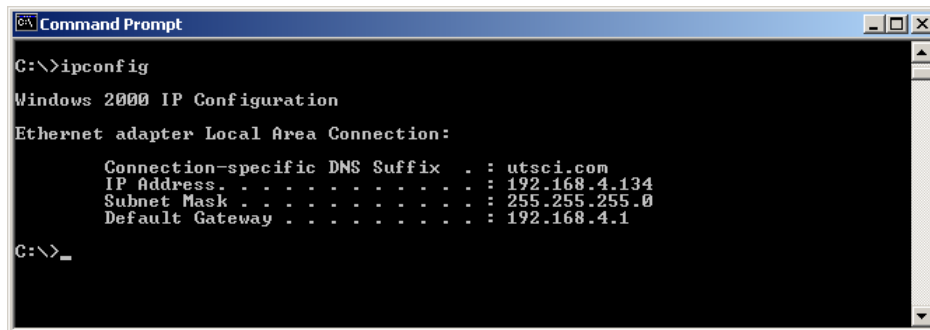 Command Prompt
C:\>ipconfig
Windows 2000 IP Configuration
Ethernet adapter Local Area Connection:
Connection-specific DNS Suffix  . : utsci.com
IP Address. . . . . . . . . . . . : 192.168.4.134
Subnet Mask . . . . . . . . . . . : 255.255.255.0
Default Gateway . . . . . . . . . : 192.168.4.1
C:\>_